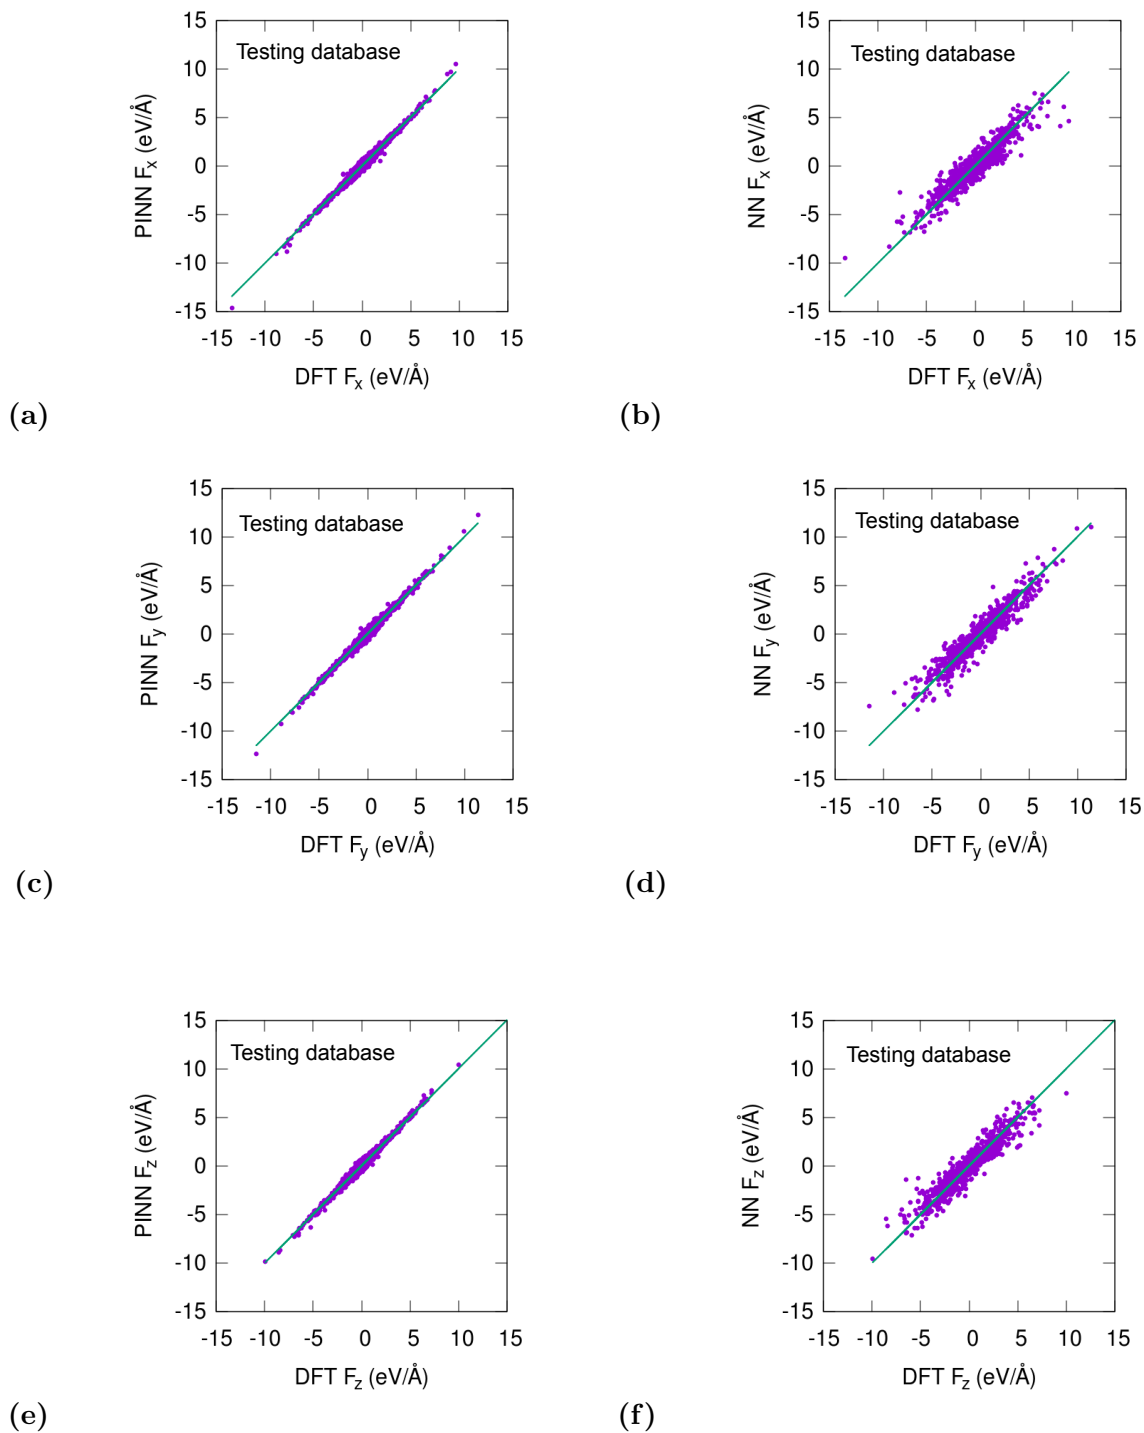 15
10
5
0
-5
-10
-15
PINN Fx (eV/Å)
Testing database
-15 -10 -5 0 5 10 15
DFT Fx (eV/Å)
(a)
15
10
5
0
-5
-10
-15
NN Fx (eV/Å)
Testing database
-15 -10 -5 0 5 10 15
DFT Fx (eV/Å)
(b)
15
10
5
0
-5
-10
-15
PINN Fy (eV/Å)
Testing database
-15 -10 -5 0 5 10 15
DFT Fy (eV/Å)
(c)
15
10
5
0
-5
-10
-15
NN Fy (eV/Å)
Testing database
-15 -10 -5 0 5 10 15
DFT Fy (eV/Å)
(d)
15
10
5
0
-5
-10
-15
PINN Fz (eV/Å)
Testing database
-15 -10 -5 0 5 10 15
DFT Fz (eV/Å)
(e)
15
10
5
0
-5
-10
-15
NN Fz (eV/Å)
Testing database
-15 -10 -5 0 5 10 15
DFT Fz (eV/Å)
(f)